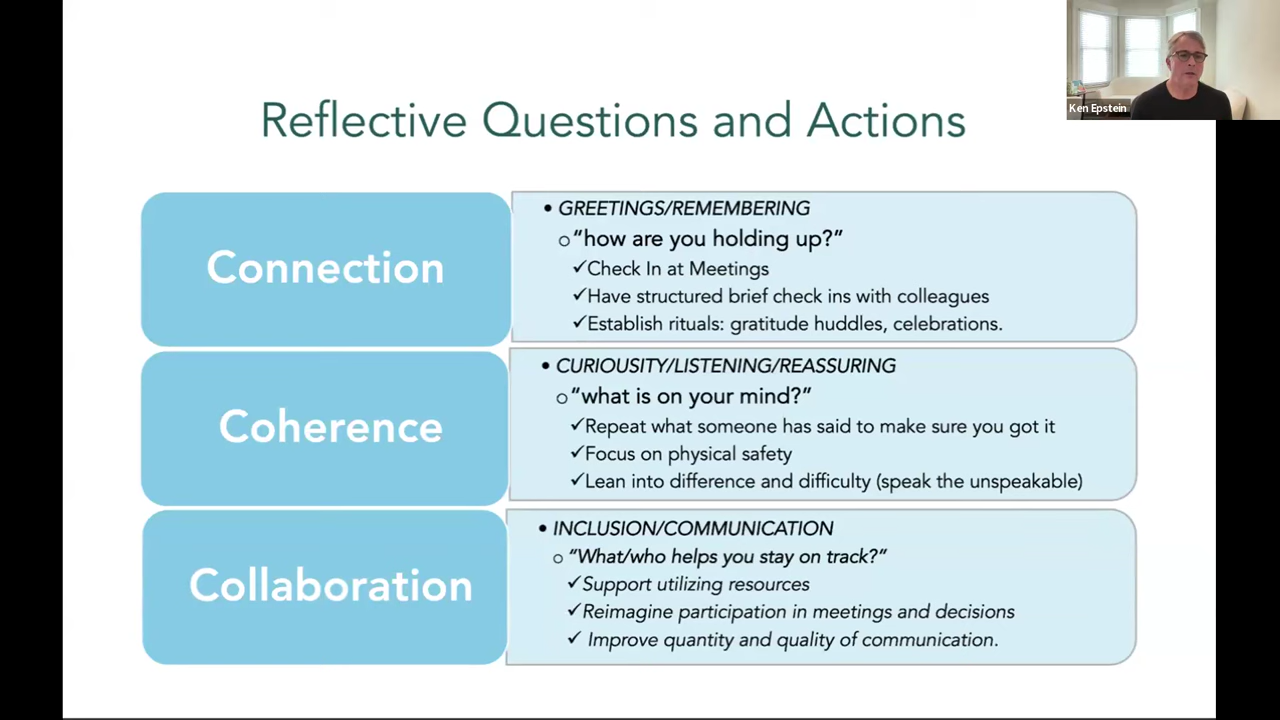 Ken Epstein
Reflective Questions and Actions
Connection
• GREETINGS/REMEMBERING
o "how are you holding up?"
✓Check In at Meetings
✓Have structured brief check ins with colleagues
✓Establish rituals: gratitude huddles, celebrations.
Coherence
• CURIOUSITY/LISTENING/REASSURING
o "what is on your mind?"
✓Repeat what someone has said to make sure you got it
✓Focus on physical safety
✓Lean into difference and difficulty (speak the unspeakable)
Collaboration
• INCLUSION/COMMUNICATION
o "What/who helps you stay on track?"
✓Support utilizing resources
✓Reimagine participation in meetings and decisions
✓ Improve quantity and quality of communication.